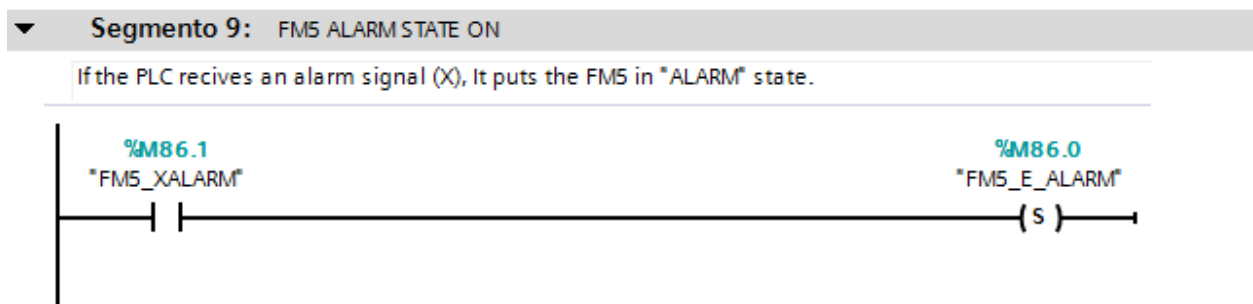 Segmento 9: FM5 ALARM STATE ON
If the PLC recives an alarm signal (X), It puts the FM5 in "ALARM" state.
%M86.1 %M86.0
"FM5_XALARM" "FM5_E_ALARM"
S